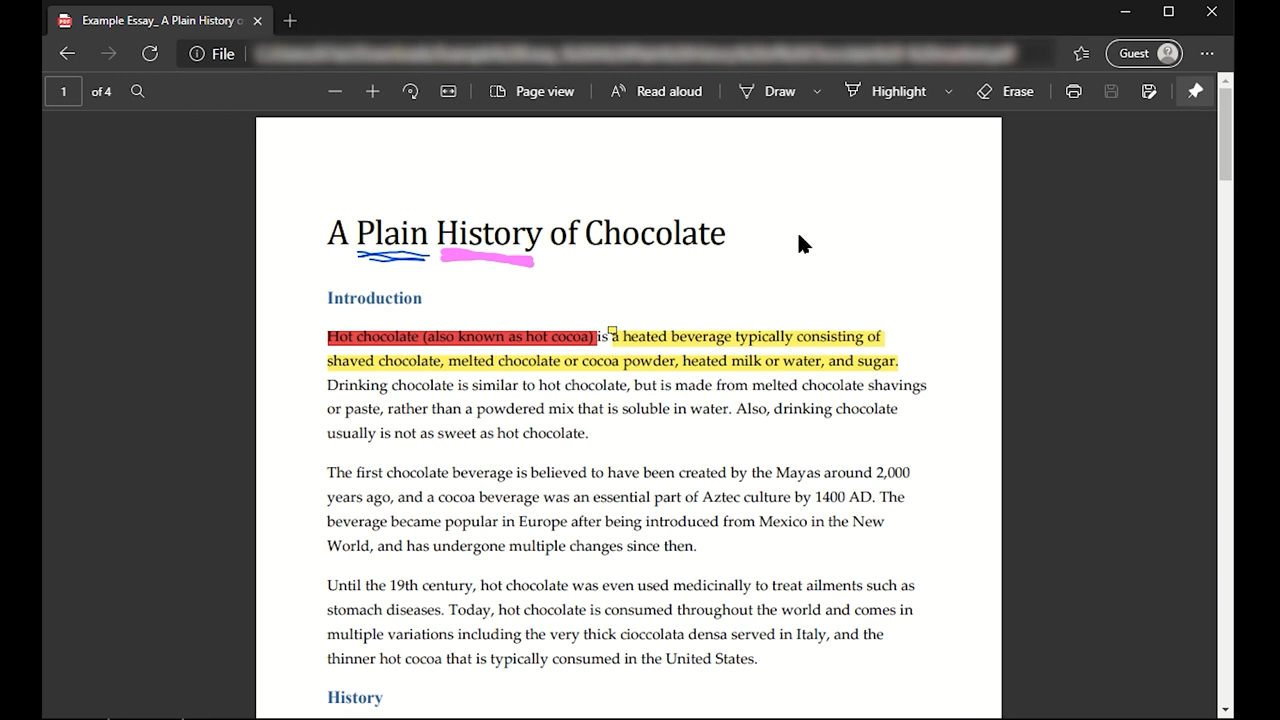 Example Essay_ A Plain History o
File
Guest
1 of 4
Page view
Read aloud
Draw
Highlight
Erase
A Plain History of Chocolate
Introduction
Hot chocolate (also known as hot cocoa) is a heated beverage typically consisting of
shaved chocolate, melted chocolate or cocoa powder, heated milk or water, and sugar.
Drinking chocolate is similar to hot chocolate, but is made from melted chocolate shavings
or paste, rather than a powdered mix that is soluble in water. Also, drinking chocolate
usually is not as sweet as hot chocolate.
The first chocolate beverage is believed to have been created by the Mayas around 2,000
years ago, and a cocoa beverage was an essential part of Aztec culture by 1400 AD. The
beverage became popular in Europe after being introduced from Mexico in the New
World, and has undergone multiple changes since then.
Until the 19th century, hot chocolate was even used medicinally to treat ailments such as
stomach diseases. Today, hot chocolate is consumed throughout the world and comes in
multiple variations including the very thick cioccolata densa served in Italy, and the
thinner hot cocoa that is typically consumed in the United States.
History